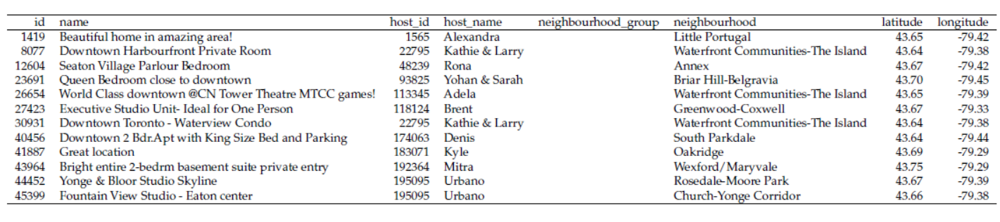 id name host_id host_name neighbourhood_group neighbourhood latitude longitude
1419 Beautiful home in amazing area! 1565 Alexandra Little Portugal 43.65 -79.42
8077 Downtown Harbourfront Private Room 22795 Kathie & Larry Waterfront Communities-The Island 43.64 -79.38
12604 Seaton Village Parlour Bedroom 48239 Rona Annex 43.67 -79.42
23691 Queen Bedroom close to downtown 93825 Yohan & Sarah Briar Hill-Belgravia 43.70 -79.45
26654 World Class downtown @CN Tower Theatre MTCC games! 113345 Adela Waterfront Communities-The Island 43.65 -79.39
27423 Executive Studio Unit- Ideal for One Person 118124 Brent Greenwood-Coxwell 43.67 -79.33
30931 Downtown Toronto - Waterview Condo 22795 Kathie & Larry Waterfront Communities-The Island 43.64 -79.38
40456 Downtown 2 Bdr.Apt with King Size Bed and Parking 174063 Denis South Parkdale 43.64 -79.44
41887 Great location 183071 Kyle Oakridge 43.69 -79.29
43964 Bright entire 2-bedrm basement suite private entry 192364 Mitra Wexford/Maryvale 43.75 -79.29
44452 Yonge & Bloor Studio Skyline 195095 Urbano Rosedale-Moore Park 43.67 -79.39
45399 Fountain View Studio - Eaton center 195095 Urbano Church-Yonge Corridor 43.66 -79.38